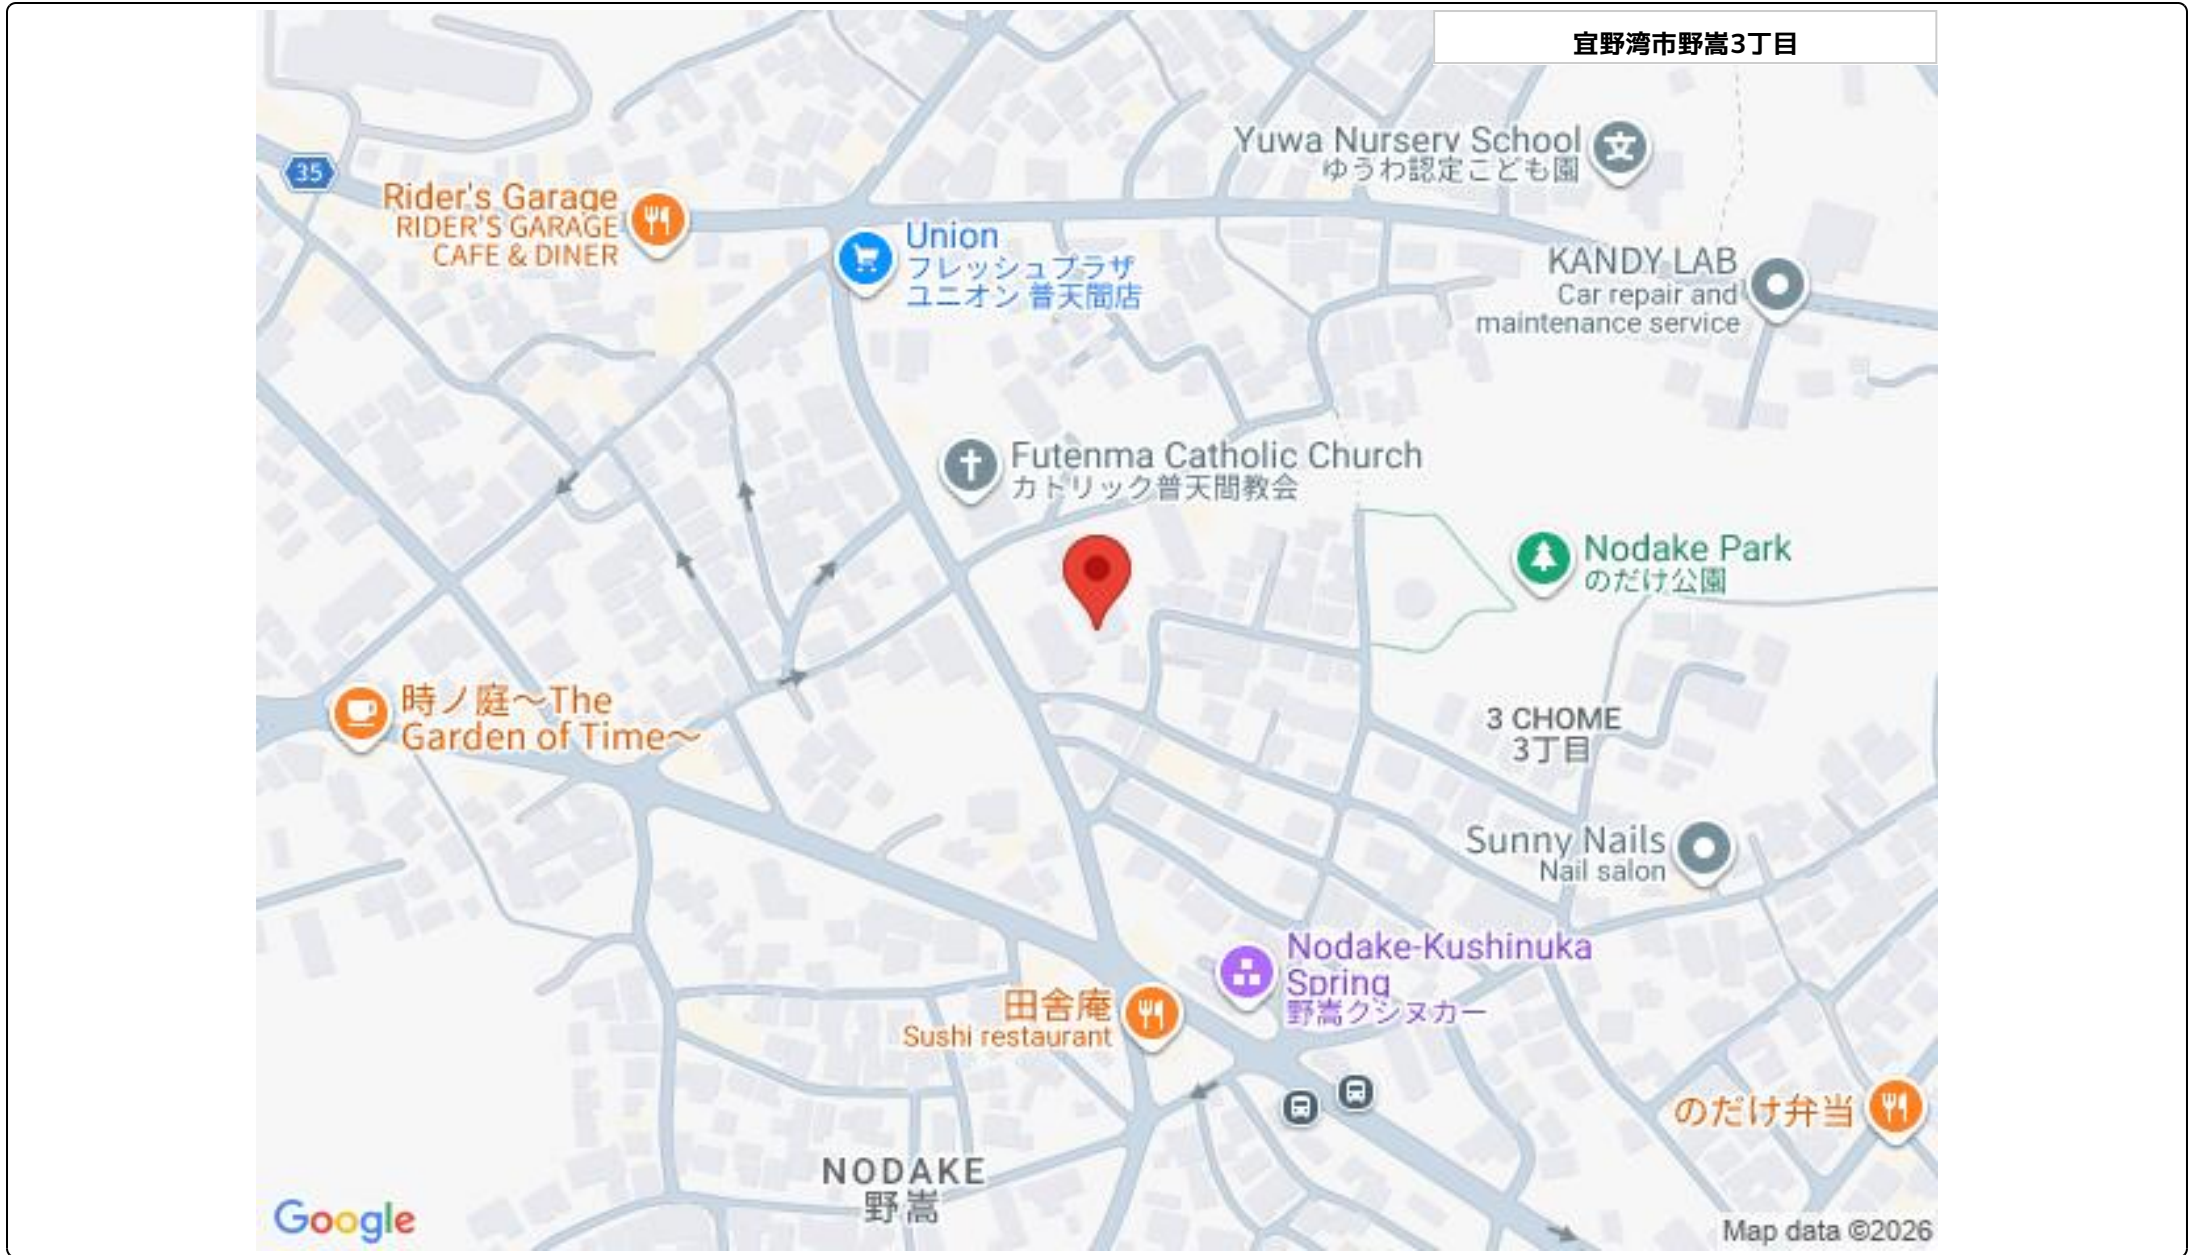 宜野湾市野嵩3丁目
Yuwa Nursery School
ゆうわ認定こども園
35
Rider's Garage
RIDER'S GARAGE
CAFE & DINER
Union
フレッシュプラザ
ユニオン 普天間店
KANDY LAB
Car repair and
maintenance service
Futenma Catholic Church
カトリック普天間教会
Nodake Park
のだけ公園
時ノ庭～The
Garden of Time～
3 CHOME
3丁目
Sunny Nails
Nail salon
Nodake-Kushinuka
Spring
野嵩クシヌカー
田舎庵
Sushi restaurant
のだけ弁当
NODAKE
野嵩
Google
Map data ©2026